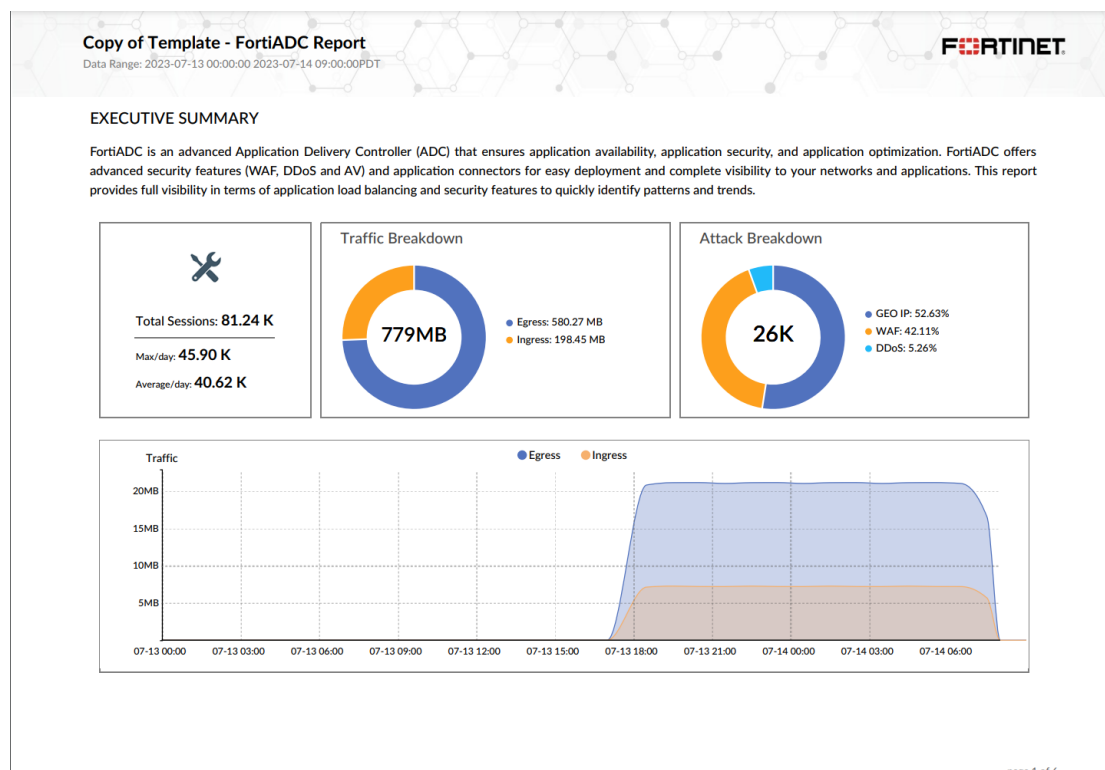 Copy of Template - FortiADC Report
FORTINET
Data Range: 2023-07-13 00:00:00 2023-07-14 09:00:00PDT
EXECUTIVE SUMMARY
FortiADC is an advanced Application Delivery Controller (ADC) that ensures application availability, application security, and application optimization. FortiADC offers
advanced security features (WAF, DDoS and AV) and application connectors for easy deployment and complete visibility to your networks and applications. This report
provides full visibility in terms of application load balancing and security features to quickly identify patterns and trends.
Total Sessions: 81.24 K
Max/day: 45.90 K
Average/day: 40.62 K
Traffic Breakdown
779MB
Egress: 580.27 MB
Ingress: 198.45 MB
Attack Breakdown
26K
GEO IP: 52.63%
WAF: 42.11%
DDoS: 5.26%
Traffic
Egress Ingress
20MB
15MB
10MB
5MB
07-13 00:00 07-13 03:00 07-13 06:00 07-13 09:00 07-13 12:00 07-13 15:00 07-13 18:00 07-13 21:00 07-14 00:00 07-14 03:00 07-14 06:00